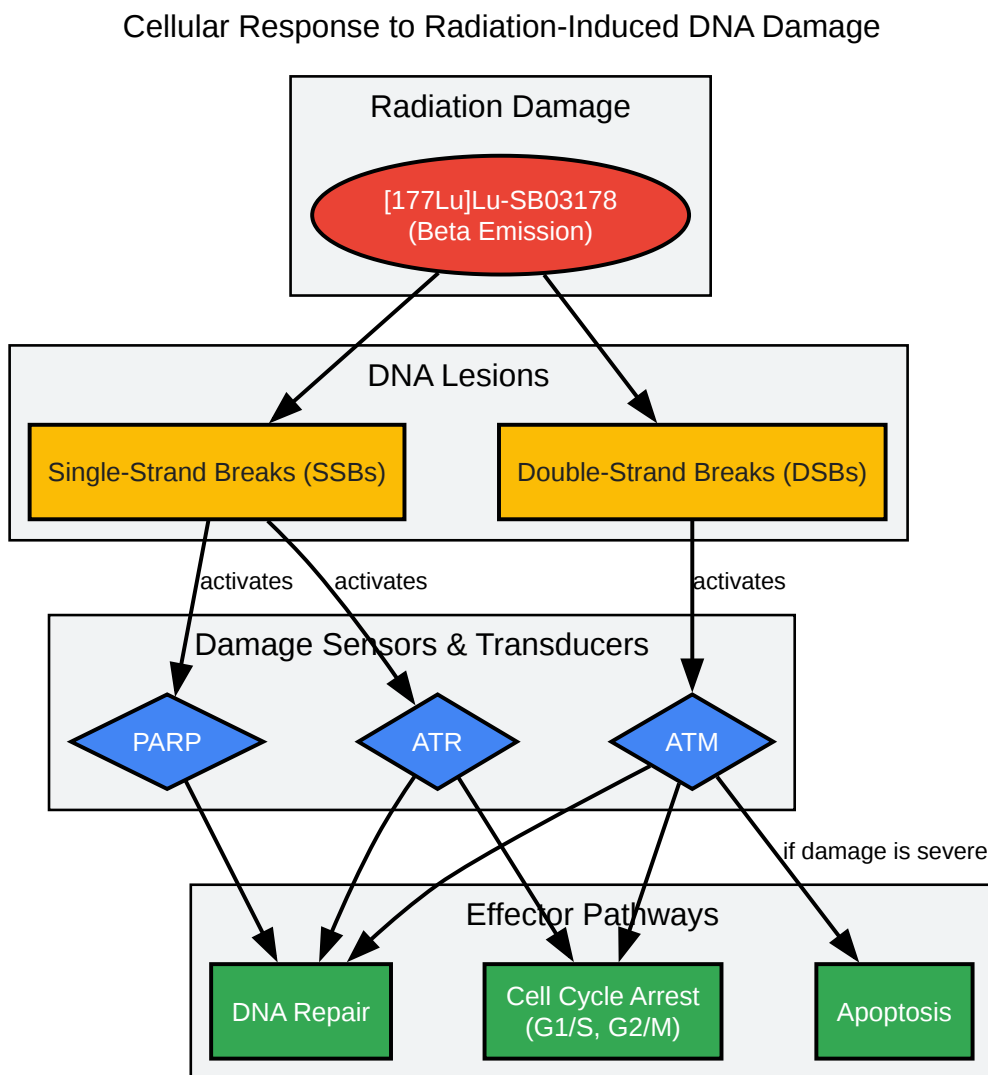 Cellular Response to Radiation-Induced DNA Damage
Radiation Damage
[177Lu]Lu-SB03178
(Beta Emission)
DNA Lesions
Single-Strand Breaks (SSBs)
Double-Strand Breaks (DSBs)
activates
activates
activates
Damage Sensors & Transducers
PARP
ATR
ATM
if damage is severe
Effector Pathways
DNA Repair
Cell Cycle Arrest
(G1/S, G2/M)
Apoptosis